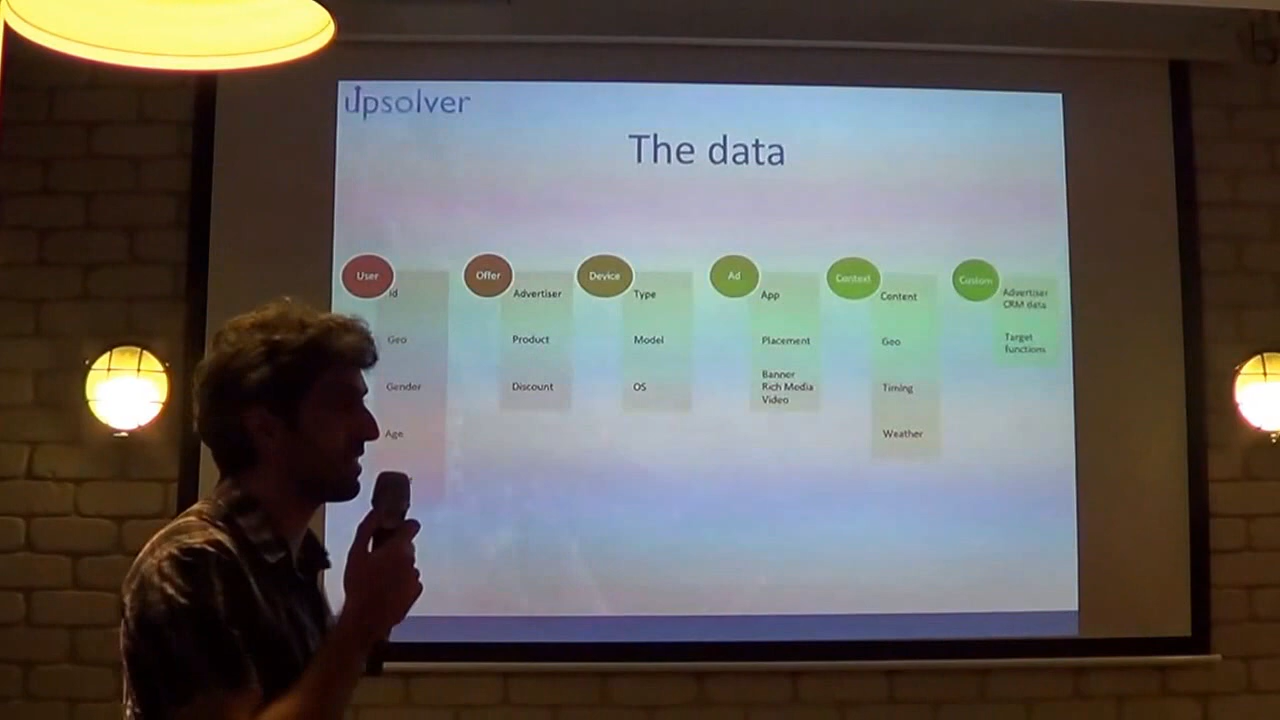 upsolver
The data
User
Id
Geo
Gender
Age
Offer
Advertiser
Product
Discount
Device
Type
Model
OS
Ad
App
Placement
Banner
Rich Media
Video
Context
Content
Geo
Timing
Weather
Custom
Advertiser
CRM data
Target
functions